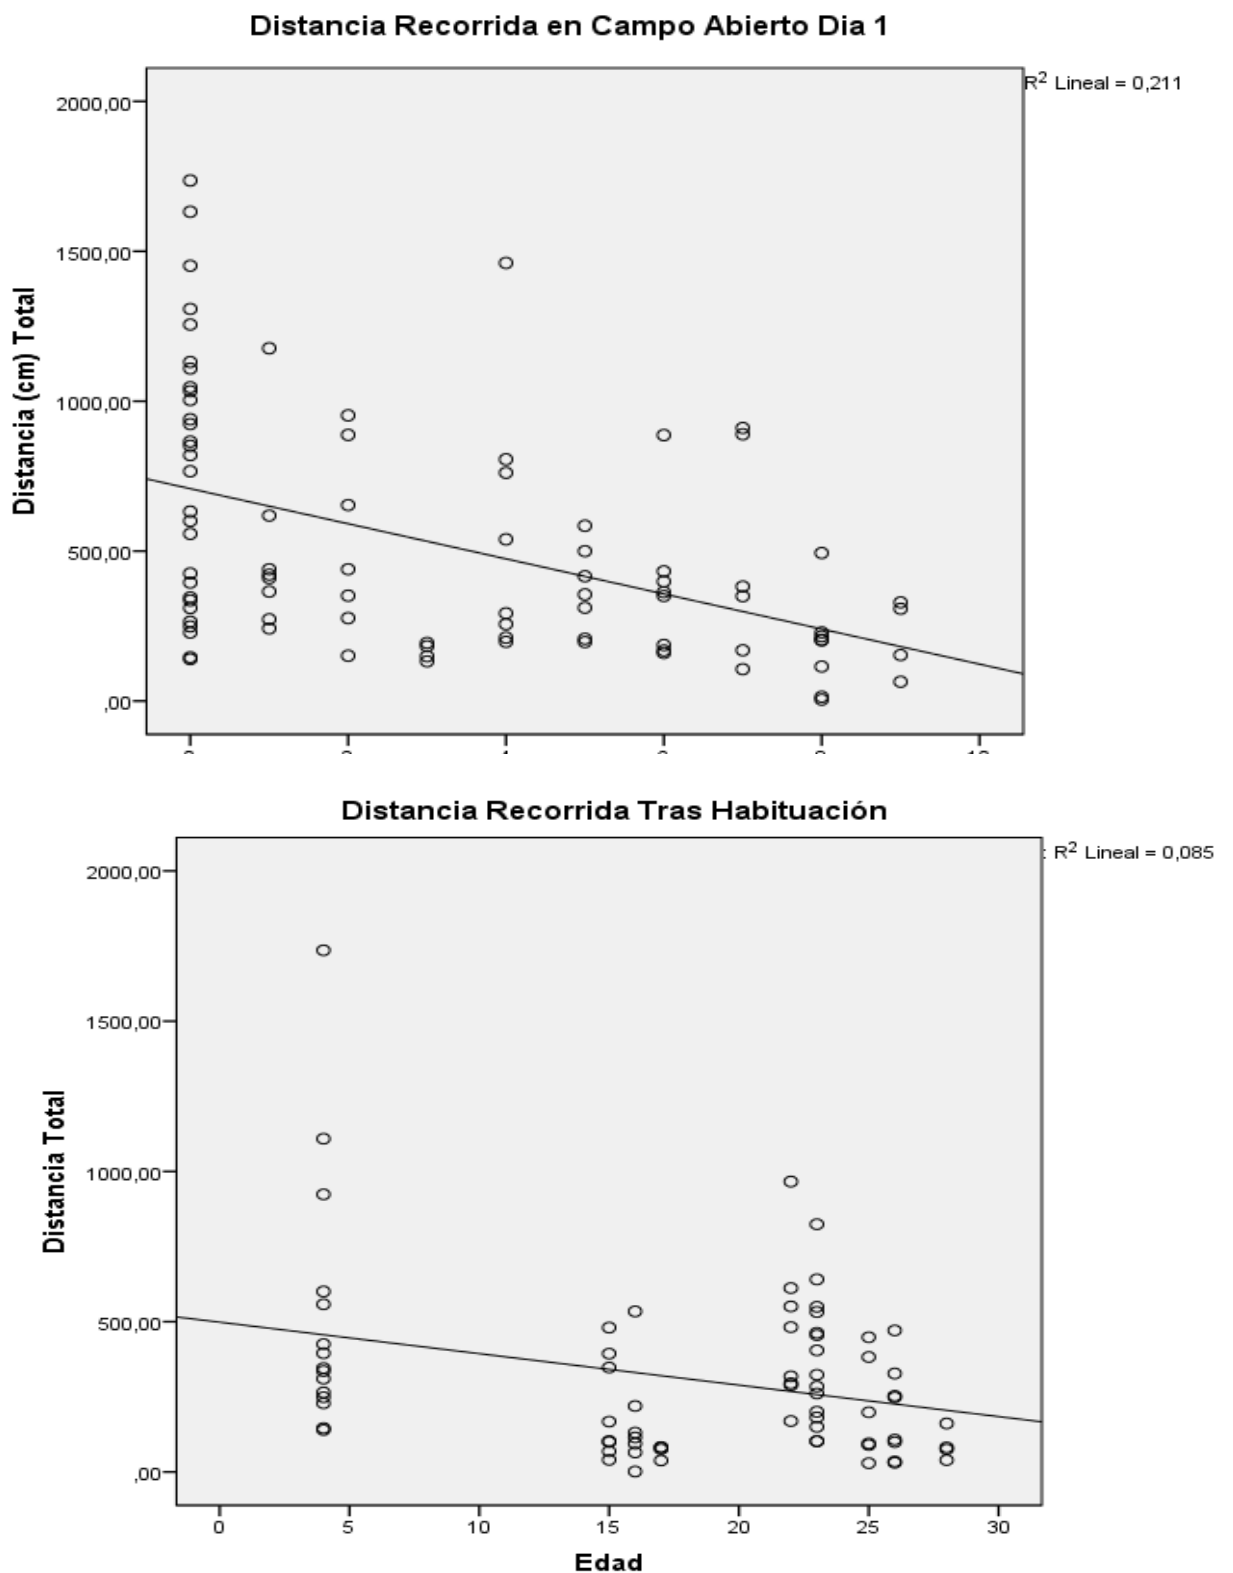 Distancia Recorrida en Campo Abierto Dia 1
R² Lineal = 0,211
Distancia (cm) Total
2000,00
1500,00
1000,00
500,00
,00
Distancia Recorrida Tras Habituación
: R² Lineal = 0,085
Distancia Total
2000,00
1500,00
1000,00
500,00
,00
0 5 10 15 20 25 30
Edad